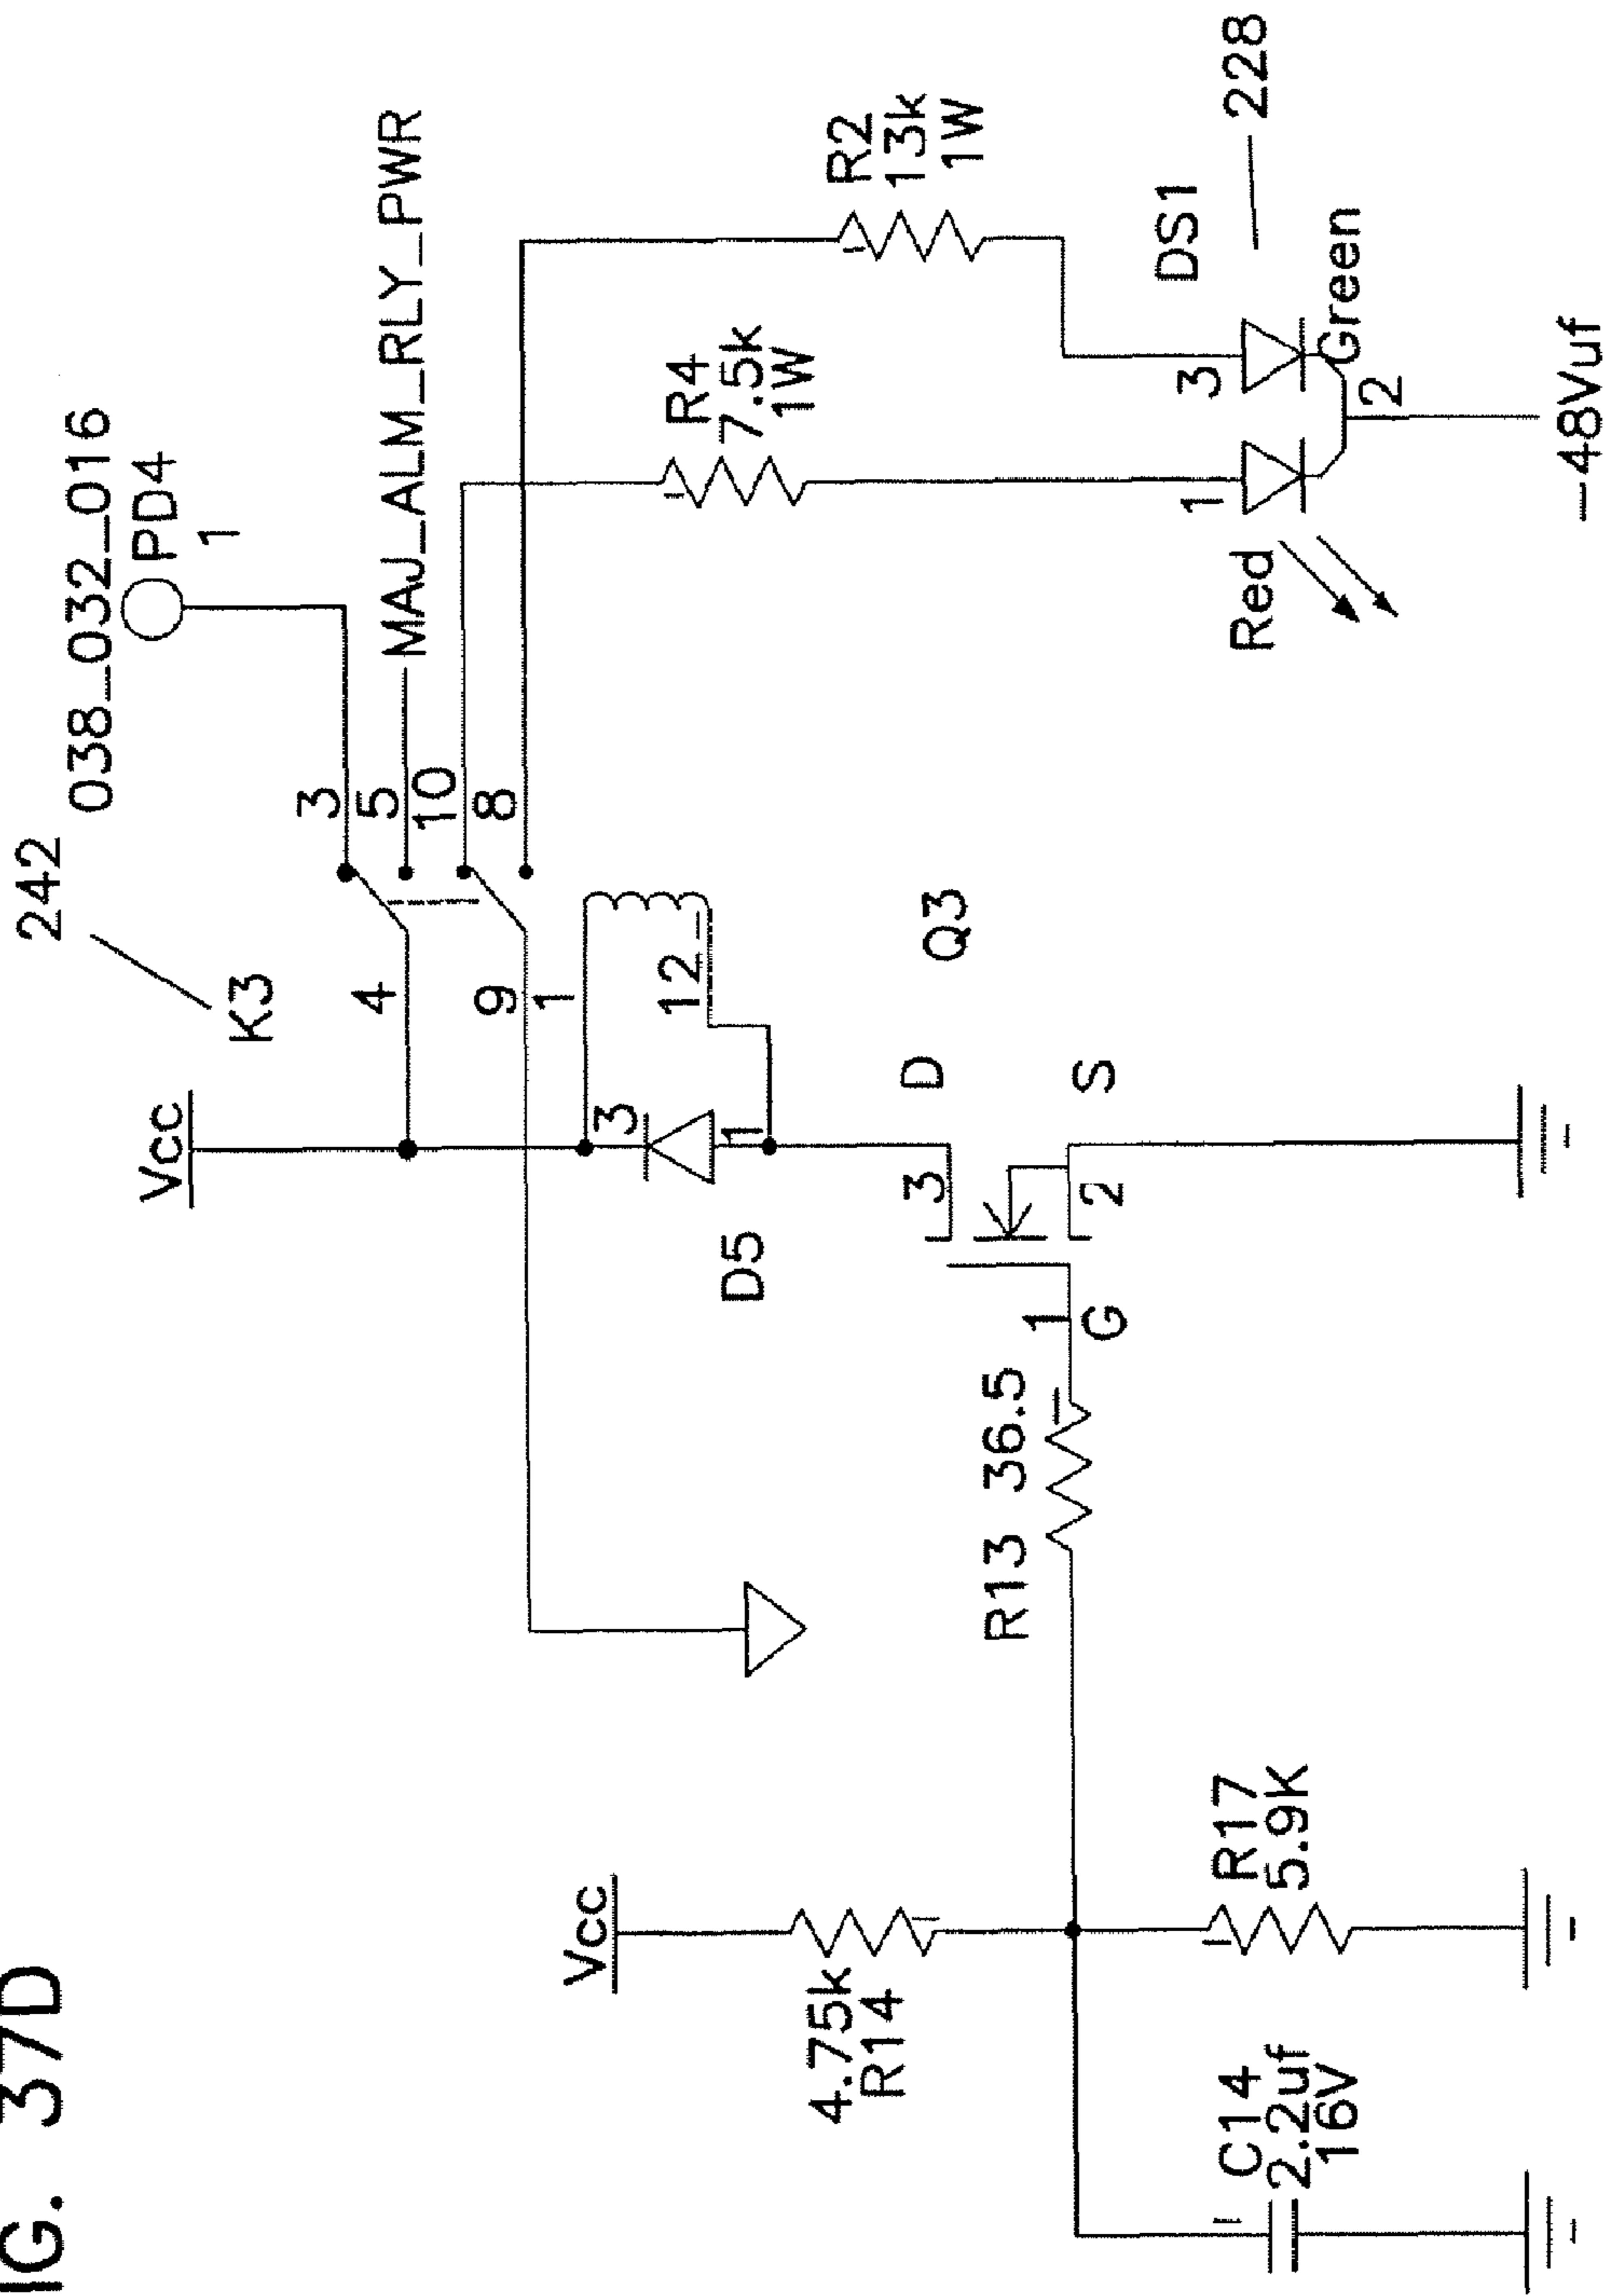 IG. 37D
242
K3
038_032_016
PD4
1
Vcc
4
3
5
MAJ_ALM_RLY_PWR
10
9
8
1
12
3
1
D5
R4
7.5k
1W
R2
13k
1W
Q3
D
3
S
2
1
G
R13 36.5
Vcc
4.75k
R14
R17
5.9K
C14
2.2uf
16V
DS1
228
3
1
Red
Green
2
-48Vuf